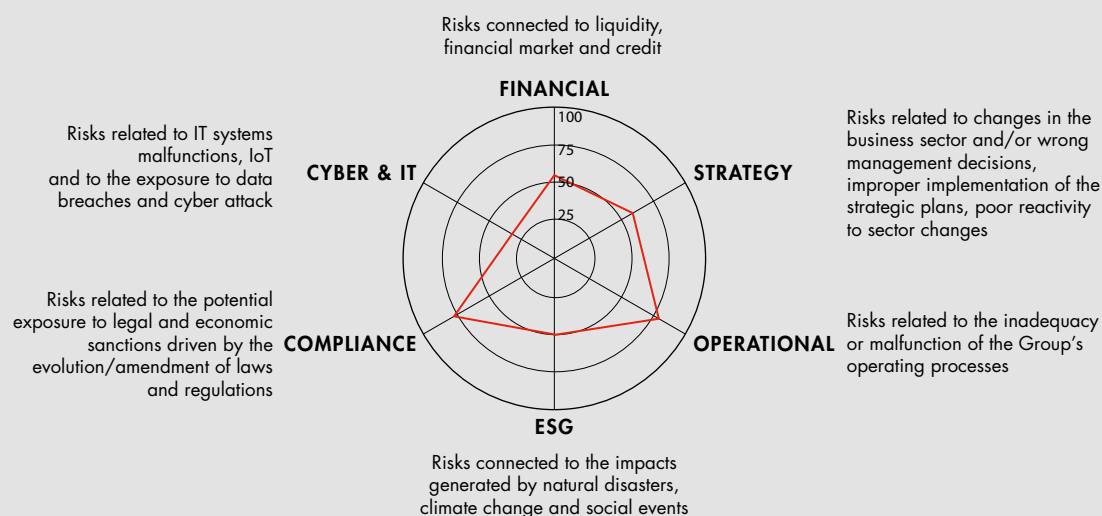 Risks connected to liquidity,
financial market and credit
FINANCIAL
100
75
50
25
Risks related to IT systems
malfunctions, IoT
and to the exposure to data
breaches and cyber attack
CYBER & IT
STRATEGY
Risks related to changes in the
business sector and/or wrong
management decisions,
improper implementation of the
strategic plans, poor reactivity
to sector changes
Risks related to the potential
exposure to legal and economic
sanctions driven by the
evolution/amendment of laws
and regulations
COMPLIANCE
OPERATIONAL
Risks related to the inadequacy
or malfunction of the Group’s
operating processes
ESG
Risks connected to the impacts
generated by natural disasters,
climate change and social events